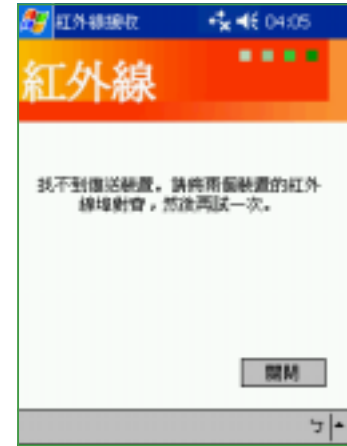 紅外線接收 04:05
紅外線
找不到傳送裝置。請將兩個裝置的紅外
線埠對齊，然後再試一次。
關閉
ㄅ